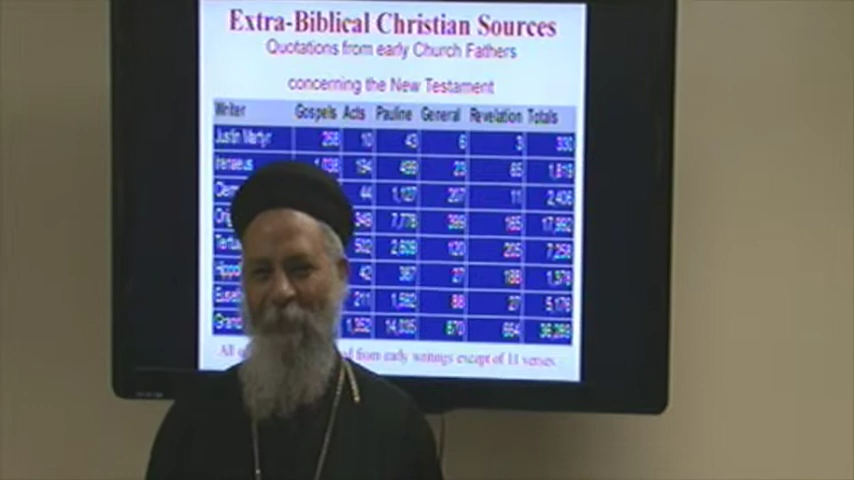 Extra-Biblical Christian Sources
Quotations from early Church Fathers
concerning the New Testament
Writer Gospels Acts Pauline General Revelation Totals
Justin Martyr 268 10 43 6 3 330
Irenaeus 1,038 194 499 23 65 1,819
44 1,127 207 11 2,406
349 7,778 399 165 17,992
502 2,609 120 205 7,258
42 387 27 188 1,378
211 1,592 88 27 5,176
1,352 14,035 870 664 36,289
All from early writings except of 11 verses